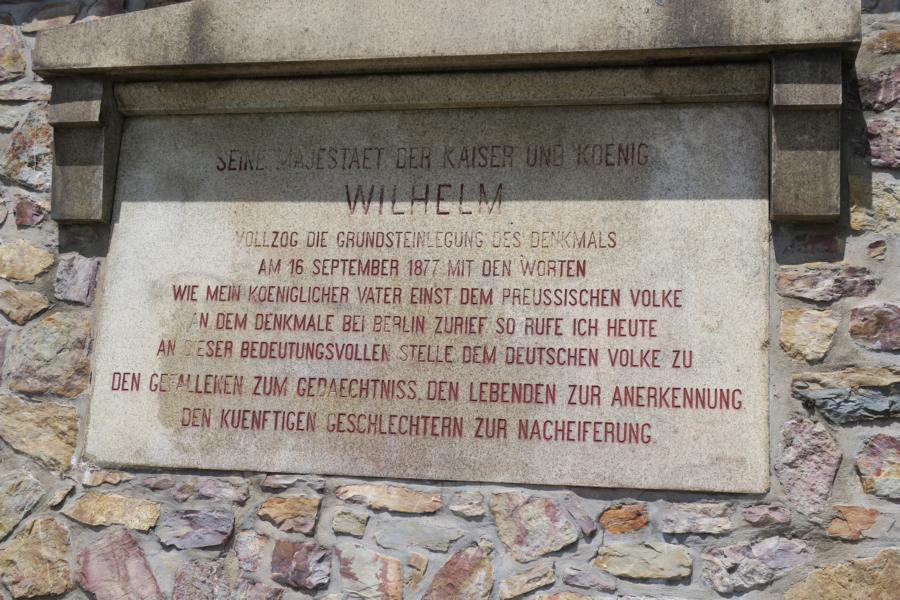 SEINE MAJESTAET DER KAISER UND KOENIG
WILHELM
VOLLZOG DIE GRUNDSTEINLEGUNG DES DENKMALS
AM 16 SEPTEMBER 1877 MIT DEN WORTEN
WIE MEIN KOENIGLICHER VATER EINST DEM PREUSSISCHEN VOLKE
AN DEM DENKMALE BEI BERLIN ZURIEF SO RUFE ICH HEUTE
AN DIESER BEDEUTUNGSVOLLEN STELLE DEM DEUTSCHEN VOLKE ZU
DEN GEFALLENEN ZUM GEDAECHTNISS, DEN LEBENDEN ZUR ANERKENNUNG
DEN KUENFTIGEN GESCHLECHTERN ZUR NACHEIFERUNG